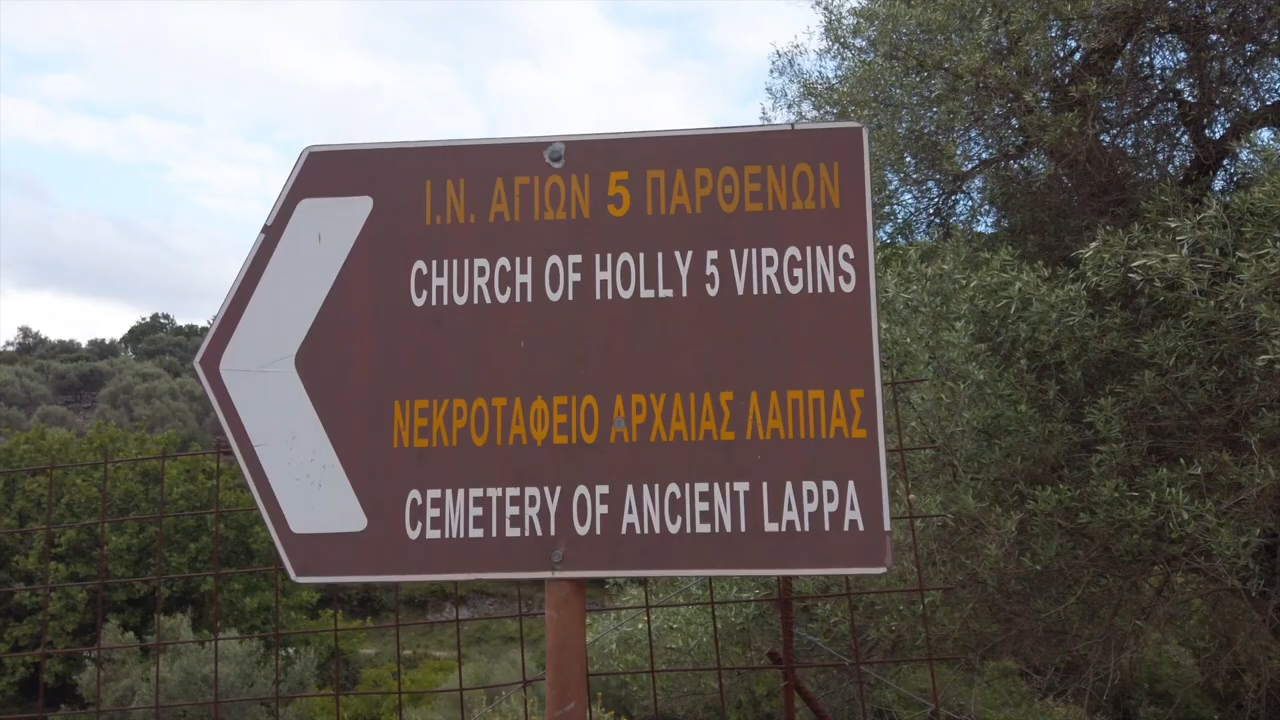 Ι.Ν. ΑΓΙΩΝ 5 ΠΑΡΘΕΝΩΝ
CHURCH OF HOLLY 5 VIRGINS
ΝΕΚΡΟΤΑΦΕΙΟ ΑΡΧΑΙΑΣ ΛΑΠΠΑΣ
CEMETERY OF ANCIENT LAPPA